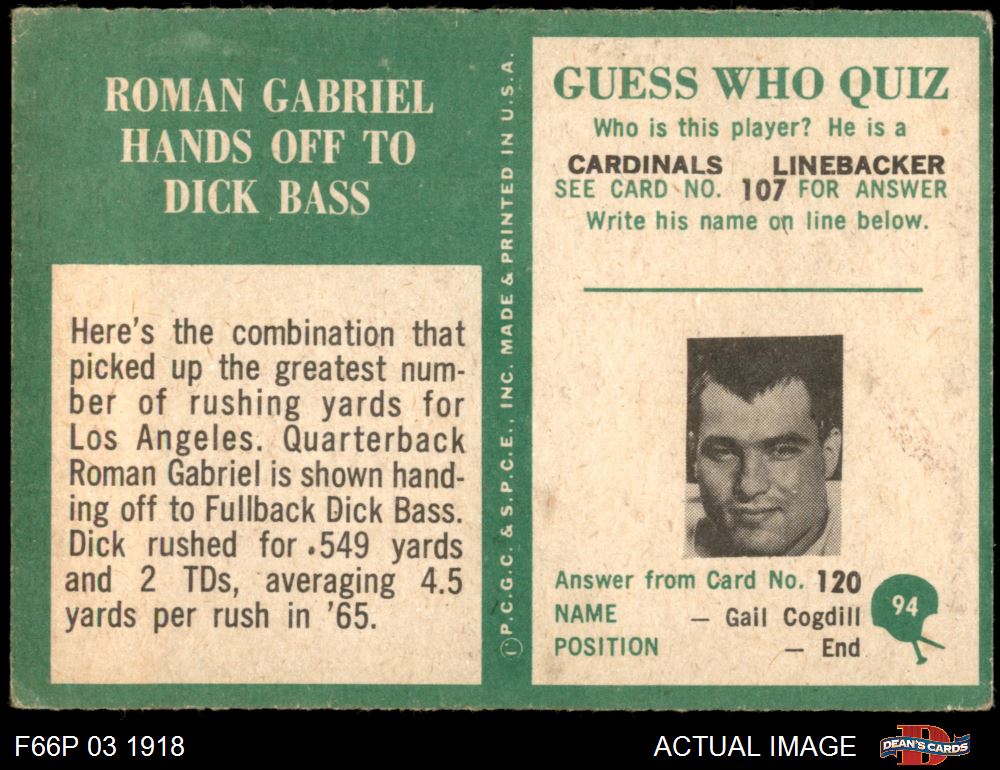 ROMAN GABRIEL
HANDS OFF TO
DICK BASS
Here's the combination that
picked up the greatest num-
ber of rushing yards for
Los Angeles. Quarterback
Roman Gabriel is shown hand-
ing off to Fullback Dick Bass.
Dick rushed for .549 yards
and 2 TDs, averaging 4.5
yards per rush in '65.
Ⓘ P.C.G.C. & S.P.C.E., INC. MADE & PRINTED IN U.S.A.
GUESS WHO QUIZ
Who is this player? He is a
CARDINALS LINEBACKER
SEE CARD NO. 107 FOR ANSWER
Write his name on line below.
Answer from Card No. 120
NAME — Gail Cogdill
POSITION — End
94
F66P 03 1918
ACTUAL IMAGE
D
DEAN'S CARDS